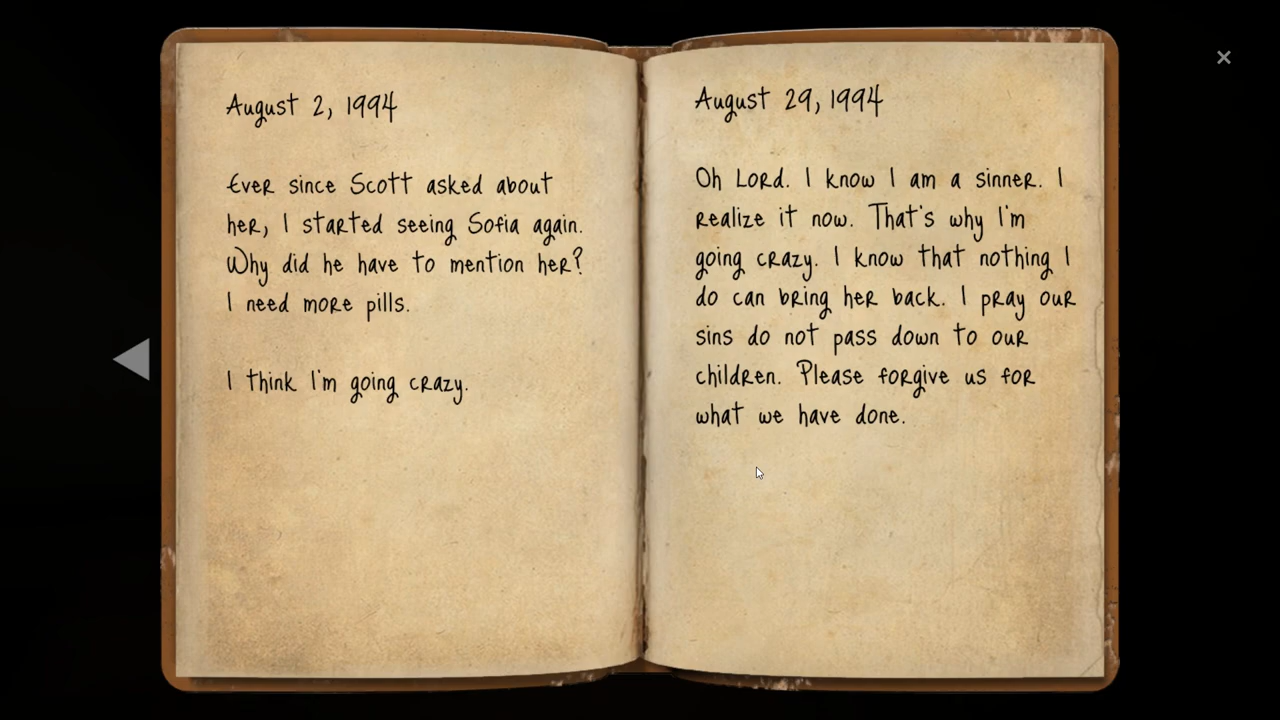 August 2, 1994
Ever since Scott asked about
her, I started seeing Sofia again.
Why did he have to mention her?
I need more pills.
I think I'm going crazy.
August 29, 1994
Oh Lord. I know I am a sinner. I
realize it now. That's why I'm
going crazy. I know that nothing I
do can bring her back. I pray our
sins do not pass down to our
children. Please forgive us for
what we have done.